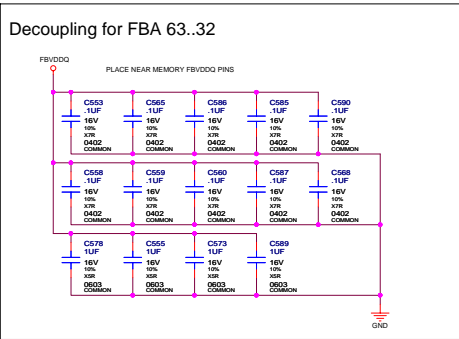 Decoupling for FBA 63..32
FBVDDQ
PLACE NEAR MEMORY FBVDDQ PINS
C553 C565 C586 C585 C590
.1UF .1UF .1UF .1UF .1UF
16V 16V 16V 16V 16V
10% 10% 10% 10% 10%
X7R X7R X7R X7R X7R
0402 0402 0402 0402 0402
COMMON COMMON COMMON COMMON COMMON
C558 C559 C560 C587 C568
.1UF .1UF .1UF .1UF .1UF
16V 16V 16V 16V 16V
10% 10% 10% 10% 10%
X7R X7R X7R X7R X7R
0402 0402 0402 0402 0402
COMMON COMMON COMMON COMMON COMMON
C578 C555 C573 C589
1UF 1UF 1UF 1UF
16V 16V 16V 16V
10% 10% 10% 10%
X5R X5R X5R X5R
0603 0603 0603 0603
COMMON COMMON COMMON COMMON
GND